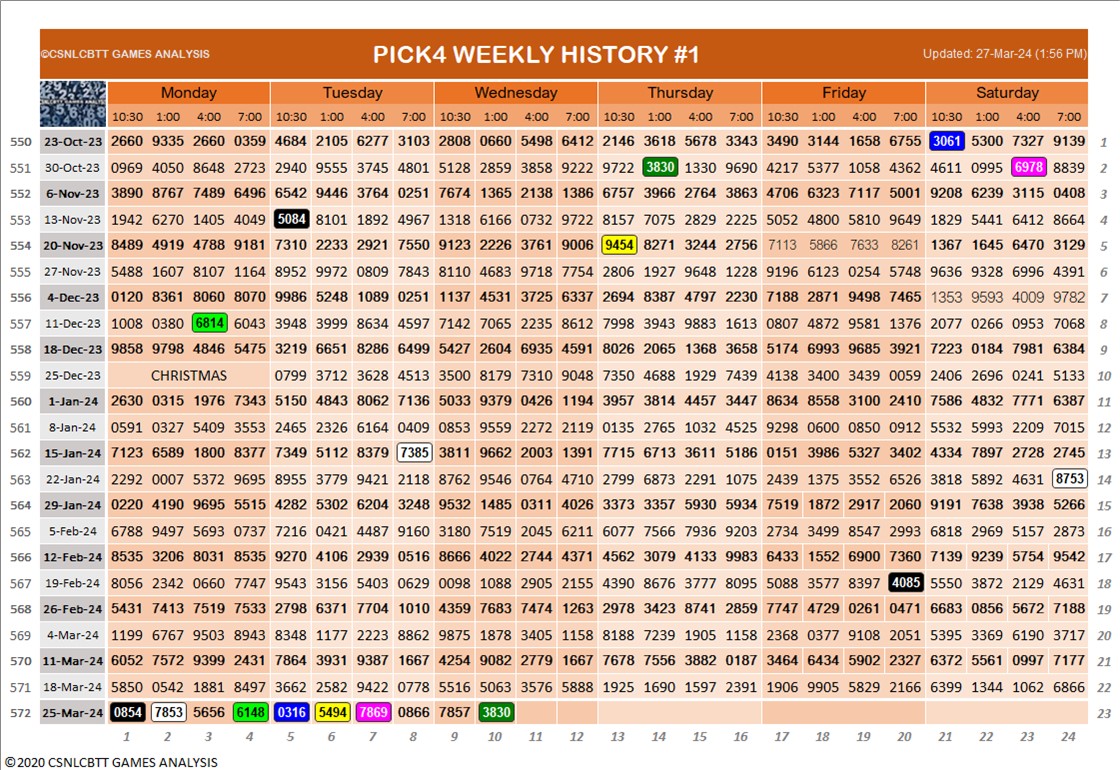 ©CSNLCBTT GAMES ANALYSIS PICK4 WEEKLY HISTORY #1 Updated: 27-Mar-24 (1:56 PM)
Monday Tuesday Wednesday Thursday Friday Saturday
10:30 1:00 4:00 7:00 10:30 1:00 4:00 7:00 10:30 1:00 4:00 7:00 10:30 1:00 4:00 7:00 10:30 1:00 4:00 7:00 10:30 1:00 4:00 7:00
550 23-Oct-23 2660 9335 2660 0359 4684 2105 6277 3103 2808 0660 5498 6412 2146 3618 5678 3343 3490 3144 1658 6755 3061 5300 7327 9139 1
551 30-Oct-23 0969 4050 8648 8723 2940 9555 3745 4801 5128 2859 3858 9222 9722 3830 1330 9696 4217 5377 1058 4362 4611 0995 6978 8839 2
552 6-Nov-23 3890 8767 7489 6496 6542 9446 3764 0251 7674 1365 2138 1386 6757 3966 2764 3863 4706 6323 7117 5001 9208 6239 3115 0408 3
553 13-Nov-23 1942 6270 1405 4049 5084 8101 1892 4967 1318 6166 0732 9722 8157 7075 2829 2225 5052 4800 5810 9649 1829 5441 6412 8664 4
554 20-Nov-23 8489 4919 4788 9181 7310 2233 2921 7550 9123 2226 3761 9006 9454 8271 3244 2756 7113 5866 7633 8261 1367 1645 6470 3129 5
555 27-Nov-23 5488 1607 8107 1164 8952 9972 0809 7843 8110 4683 9718 7754 2806 1927 9648 1228 9196 6123 0254 5748 9636 9328 6996 4391 6
556 4-Dec-23 0120 8361 8060 8070 9986 5248 1089 0251 1137 4531 3725 6337 2694 8387 4797 2230 7188 2871 9498 7465 1353 9593 4009 9782 7
557 11-Dec-23 1008 0380 6814 6043 3948 3999 8634 4597 7142 7065 2235 8612 7998 3943 9883 1613 0807 4872 9581 1376 2077 0266 0953 7068 8
558 18-Dec-23 9858 9798 4846 5475 3219 6651 8286 6499 5427 2604 6935 4591 8026 2065 1368 3658 5174 6993 9685 3921 7223 0184 7981 6384 9
559 25-Dec-23 CHRISTMAS 0799 3712 3628 4513 3500 8179 7310 9048 7350 4688 1929 7439 4138 3400 3439 0059 2406 2696 0241 5133 10
560 1-Jan-24 2630 0315 1976 7343 5150 4843 8062 7136 5033 9379 0426 1194 3957 3814 4457 3447 8634 8558 3100 2410 7586 4832 7771 6387 11
561 8-Jan-24 0591 0327 5409 3553 2465 2326 6164 0409 0853 9559 2272 2119 0135 2765 1032 4525 9298 0600 0850 0912 5532 5993 2209 7015 12
562 15-Jan-24 7123 6589 1800 8377 7349 5112 8379 7385 3811 9662 2003 1391 7715 6713 3611 5186 0151 3986 5327 3402 4334 7897 2728 2745 13
563 22-Jan-24 2292 0007 5372 9695 8955 3779 9421 2118 8762 9546 0764 4710 2799 6873 2291 1075 2439 1375 3552 6526 3818 5892 4631 8753 14
564 29-Jan-24 0220 4190 9695 5515 4282 5302 6204 3248 9532 1485 0311 4026 3373 3357 5930 5934 7519 1872 2917 2060 9191 7638 3938 5266 15
565 5-Feb-24 6788 9497 5693 0737 7216 0421 4487 9160 3180 7519 2045 6211 6077 7566 7936 9203 2734 3499 8547 2993 6818 2969 5157 2873 16
566 12-Feb-24 8535 3206 8031 8535 9270 4106 2939 0516 8666 4022 2744 4371 4562 3079 4133 9983 6433 1552 6900 7360 7139 9239 5754 9542 17
567 19-Feb-24 8056 2342 0660 7747 9543 3156 5403 0629 0098 1088 2905 2155 4390 8676 3777 8095 5088 3577 8397 4085 5550 3872 2129 4631 18
568 26-Feb-24 5431 7413 7519 7533 2798 6371 7704 1010 4359 7683 7474 1263 2978 3423 8741 2859 7747 4729 0261 0471 6683 0856 5672 7188 19
569 4-Mar-24 1199 6767 9503 8943 8348 1177 2223 8862 9875 1878 3405 1158 8188 7239 1905 1158 2368 0377 9108 2051 5395 3369 6190 3717 20
570 11-Mar-24 6052 7572 9399 2431 7864 3931 9387 1667 4254 9082 2779 1667 7678 7556 3882 0187 3464 6434 5902 2327 6372 5561 0997 7177 21
571 18-Mar-24 5850 0542 1881 8497 3662 2582 9422 0778 5516 5063 3576 5888 1925 1690 1597 2391 1906 9905 5829 2166 6399 1344 1062 6866 22
572 25-Mar-24 0854 7853 5656 6148 0316 5494 7869 0866 7857 3830 23
1 2 3 4 5 6 7 8 9 10 11 12 13 14 15 16 17 18 19 20 21 22 23 24
©2020 CSNLCBTT GAMES ANALYSIS